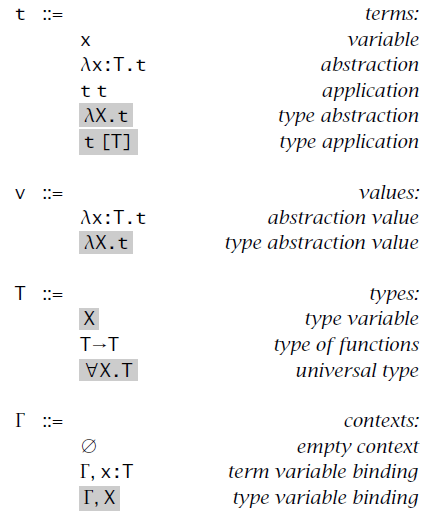 t ::= terms:
x variable
λx:T.t abstraction
t t application
λX.t type abstraction
t [T] type application
v ::= values:
λx:T.t abstraction value
λX.t type abstraction value
T ::= types:
X type variable
T→T type of functions
∀X.T universal type
Γ ::= contexts:
∅ empty context
Γ, x:T term variable binding
Γ, X type variable binding